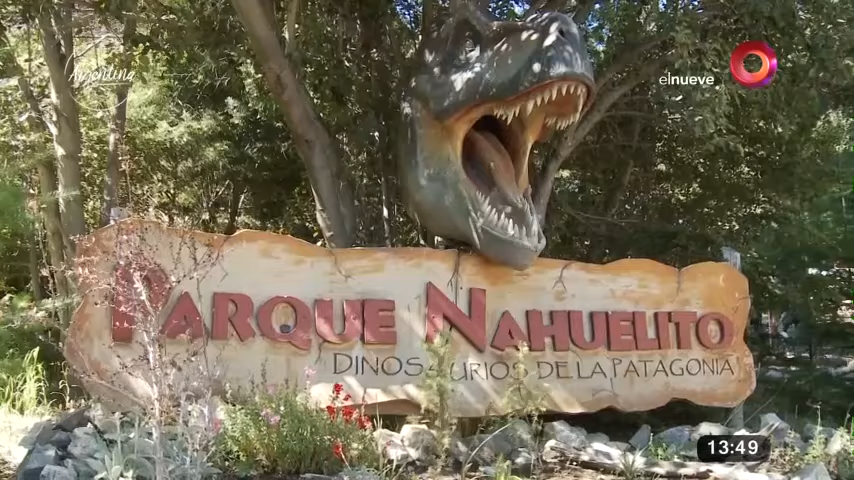 Argentina
elnueve
PARQUE NAHUELITO
DINOSAURIOS DE LA PATAGONIA
13:49